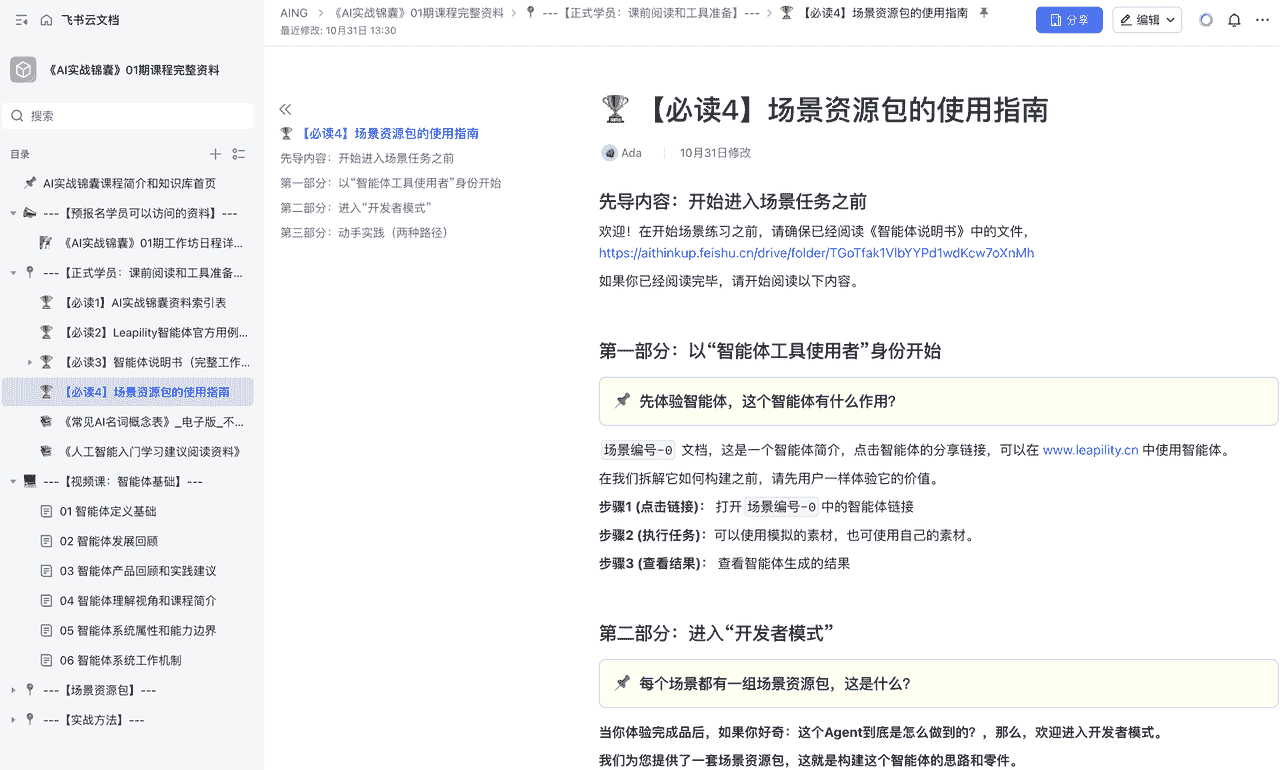 飞书云文档
《AI实战锦囊》01期课程完整资料
搜索
目录
AI实战锦囊课程简介和知识库首页
---【预报名学员可以访问的资料】---
《AI实战锦囊》01期工作坊日程详...
---【正式学员：课前阅读和工具准备...
【必读1】AI实战锦囊资料索引表
【必读2】Leapility智能体官方用例...
【必读3】智能体说明书（完整工作...
【必读4】场景资源包的使用指南
《常见AI名词概念表》_电子版_不...
《人工智能入门学习建议阅读资料》
---【视频课：智能体基础】---
01 智能体定义基础
02 智能体发展回顾
03 智能体产品回顾和实践建议
04 智能体理解视角和课程简介
05 智能体系统属性和能力边界
06 智能体系统工作机制
---【场景资源包】---
---【实战方法】---
AING > 《AI实战锦囊》01期课程完整资料 > ---【正式学员：课前阅读和工具准备】--- > 【必读4】场景资源包的使用指南
最近修改: 10月31日 13:30
分享
编辑
【必读4】场景资源包的使用指南
先导内容：开始进入场景任务之前
第一部分：以“智能体工具使用者”身份开始
第二部分：进入“开发者模式”
第三部分：动手实践（两种路径）
【必读4】场景资源包的使用指南
Ada 10月31日修改
先导内容：开始进入场景任务之前
欢迎！在开始场景练习之前，请确保已经阅读《智能体说明书》中的文件，
https://aithinkup.feishu.cn/drive/folder/TGoTfak1VlbYYPd1wdKcw7oXnMh
如果你已经阅读完毕，请开始阅读以下内容。
第一部分：以“智能体工具使用者”身份开始
先体验智能体，这个智能体有什么作用？
场景编号-0 文档，这是一个智能体简介，点击智能体的分享链接，可以在 www.leapility.cn 中使用智能体。
在我们拆解它如何构建之前，请先用户一样体验它的价值。
步骤1 (点击链接)： 打开 场景编号-0 中的智能体链接
步骤2 (执行任务)：可以使用模拟的素材，也可使用自己的素材。
步骤3 (查看结果)： 查看智能体生成的结果
第二部分：进入“开发者模式”
每个场景都有一组场景资源包，这是什么？
当你体验完成品后，如果你好奇：这个Agent到底是怎么做到的？，那么，欢迎进入开发者模式。
我们为您提供了一套场景资源包，这就是构建这个智能体的思路和零件。